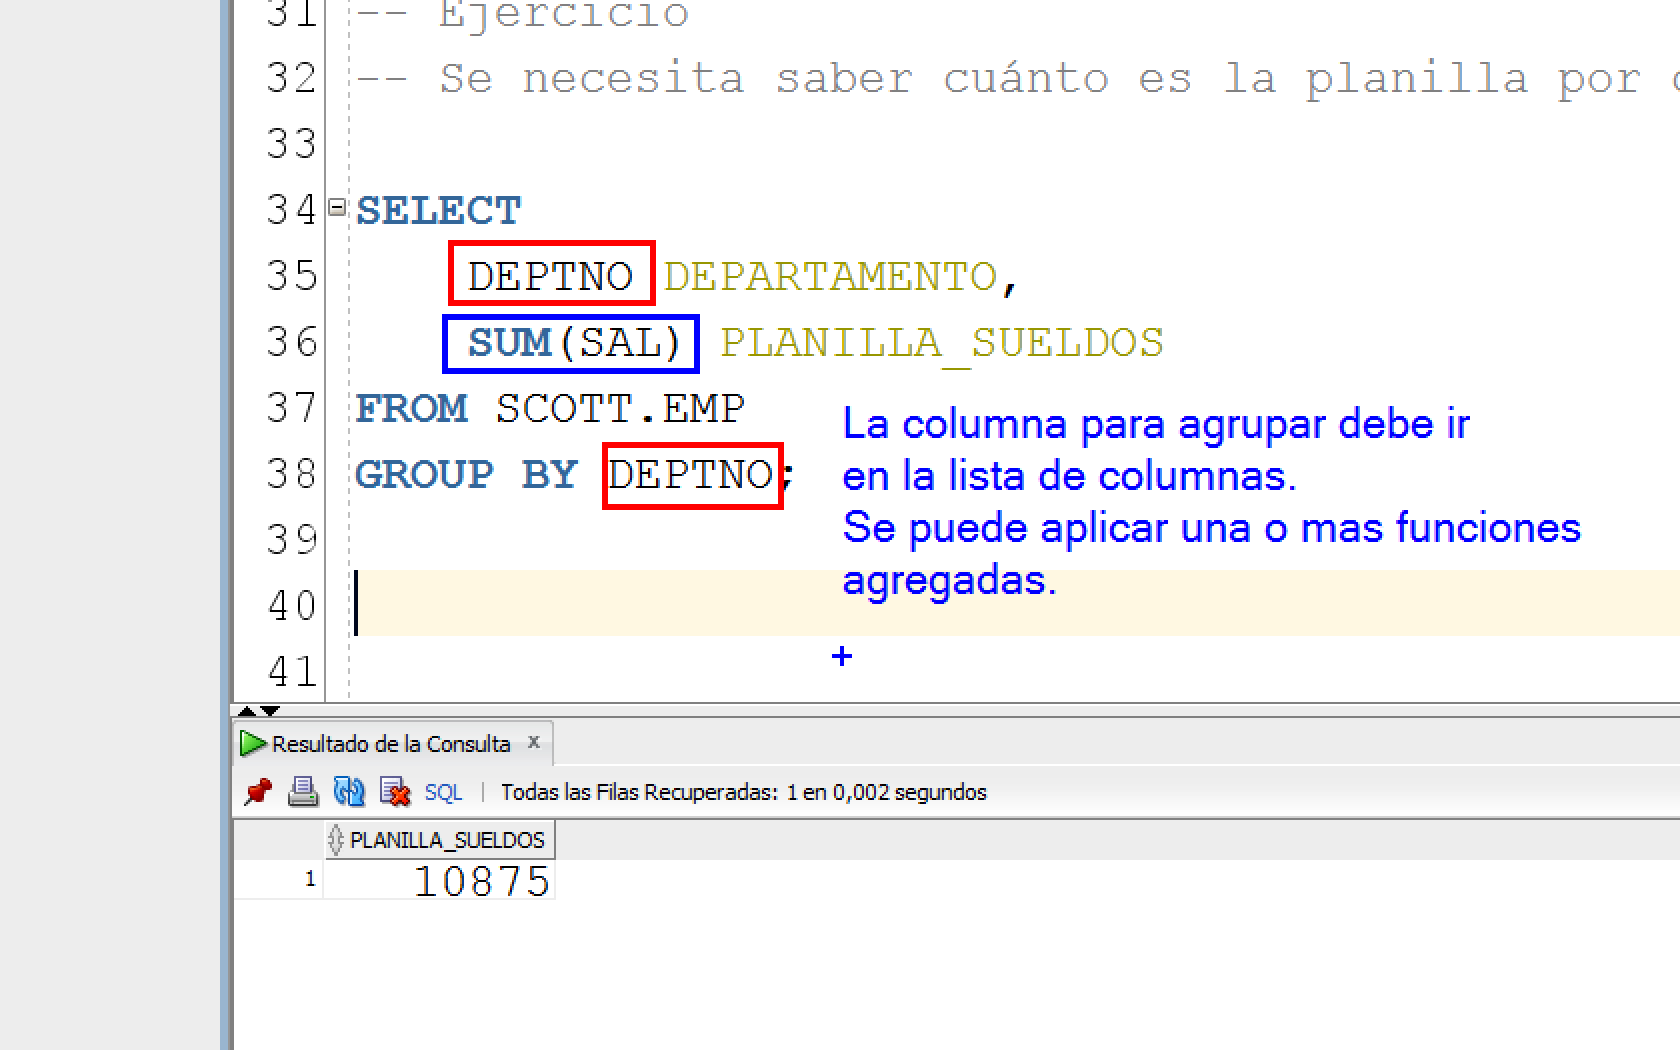 31 -- Ejercicio
32 -- Se necesita saber cuánto es la planilla por
33
34 SELECT
35 DEPTNO DEPARTAMENTO,
36 SUM(SAL) PLANILLA_SUELDOS
37 FROM SCOTT.EMP
38 GROUP BY DEPTNO;
La columna para agrupar debe ir
en la lista de columnas.
Se puede aplicar una o mas funciones
agregadas.
39
40
41
Resultado de la Consulta x
SQL | Todas las Filas Recuperadas: 1 en 0,002 segundos
PLANILLA_SUELDOS
1 10875